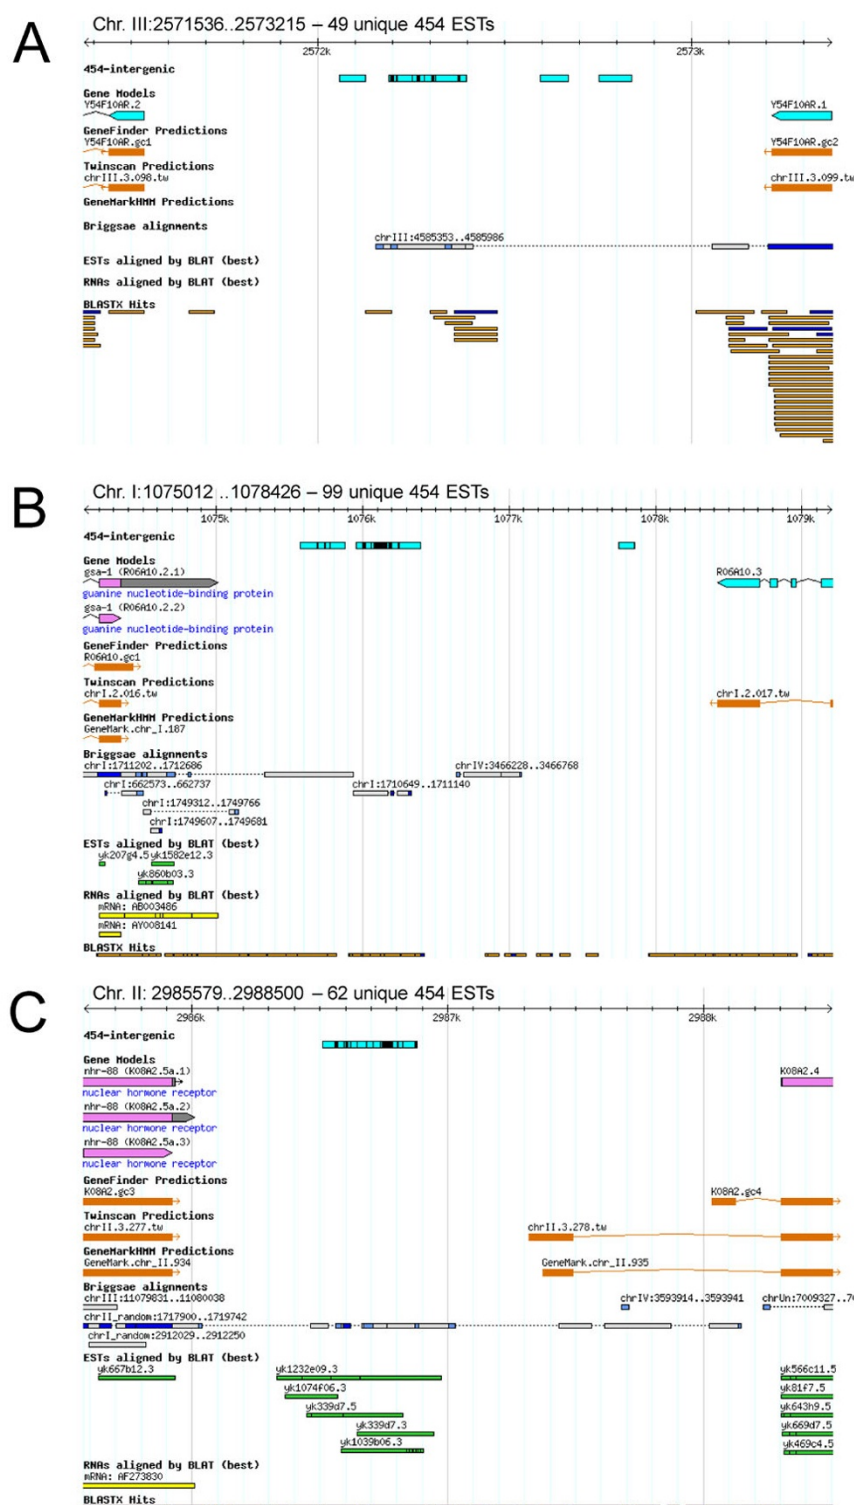 A
Chr. III:2571536..2573215 – 49 unique 454 ESTs
2572k 2573k
454-intergenic
Gene Models
Y54F10AR.2 Y54F10AR.1
GeneFinder Predictions
Y54F10AR.gc1 Y54F10AR.gc2
Twinscan Predictions
chrIII.3.098.tw chrIII.3.099.tw
GeneMarkHMM Predictions
Briggsae alignments
chrIII:4585353..4585986
ESTs aligned by BLAT (best)
RNAs aligned by BLAT (best)
BLASTX Hits
B
Chr. I:1075012 ..1078426 – 99 unique 454 ESTs
1075k 1076k 1077k 1078k 1079k
454-intergenic
Gene Models
gsa-1 (R06A10.2.1) R06A10.3
guanine nucleotide-binding protein
gsa-1 (R06A10.2.2)
guanine nucleotide-binding protein
GeneFinder Predictions
R06A10.gc1
Twinscan Predictions
chrI.2.016.tw chrI.2.017.tw
GeneMarkHMM Predictions
GeneMark.chr_I.187
Briggsae alignments
chrI:1711202..1712686 chrIV:3466228..3466768
chrI:662573..662737 chrI:1710649..1711140
chrI:1749312..1749766
chrI:1749607..1749681
ESTs aligned by BLAT (best)
yk207g4.5 yk1582e12.3
yk860b03.3
RNAs aligned by BLAT (best)
mRNA: AB003486
mRNA: AY008141
BLASTX Hits
C
Chr. II: 2985579..2988500 – 62 unique 454 ESTs
2986k 2987k 2988k
454-intergenic
Gene Models
nhr-88 (K08A2.5a.1) K08A2.4
nuclear hormone receptor
nhr-88 (K08A2.5a.2)
nuclear hormone receptor
nhr-88 (K08A2.5a.3)
nuclear hormone receptor
GeneFinder Predictions
K08A2.gc3 K08A2.gc4
Twinscan Predictions
chrII.3.277.tw chrII.3.278.tw
GeneMarkHMM Predictions
GeneMark.chr_II.934 GeneMark.chr_II.935
Briggsae alignments
chrIII:11079831..11080038 chrIV:3593914..3593941 chrUn:7009327..70
chrII_random:1717900..1719742
chrI_random:2912029..2912250
ESTs aligned by BLAT (best)
yk667b12.3 yk1232e09.3 yk566c11.5
yk1074f06.3 yk81f7.5
yk339d7.5 yk643h9.5
yk339d7.3 yk669d7.5
yk1039b06.3 yk469c4.5
RNAs aligned by BLAT (best)
mRNA: AF273830
BLASTX Hits